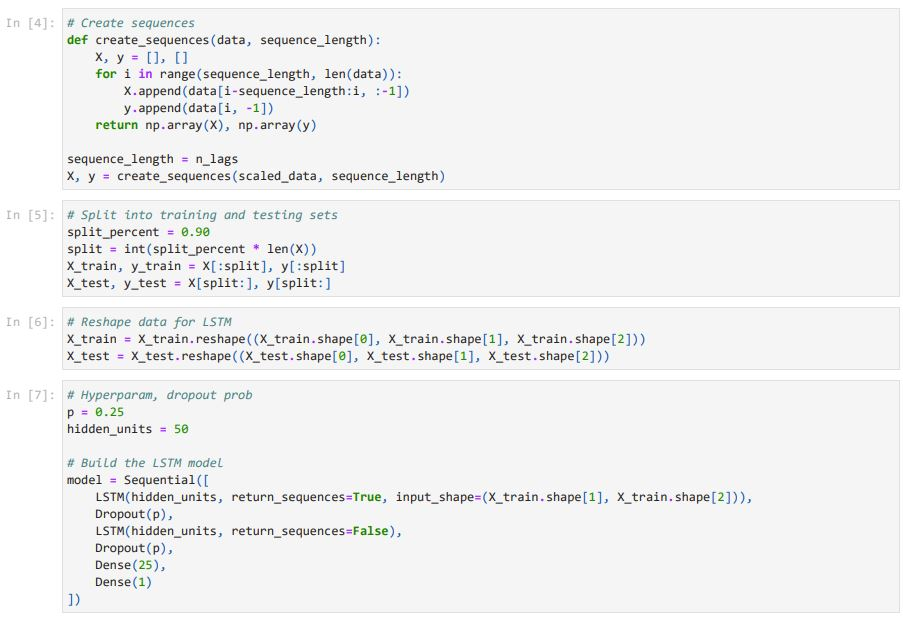 In [4]: # Create sequences
def create_sequences(data, sequence_length):
    X, y = [], []
    for i in range(sequence_length, len(data)):
        X.append(data[i-sequence_length:i, :-1])
        y.append(data[i, -1])
    return np.array(X), np.array(y)

sequence_length = n_lags
X, y = create_sequences(scaled_data, sequence_length)
In [5]: # Split into training and testing sets
split_percent = 0.90
split = int(split_percent * len(X))
X_train, y_train = X[:split], y[:split]
X_test, y_test = X[split:], y[split:]
In [6]: # Reshape data for LSTM
X_train = X_train.reshape((X_train.shape[0], X_train.shape[1], X_train.shape[2]))
X_test = X_test.reshape((X_test.shape[0], X_test.shape[1], X_test.shape[2]))
In [7]: # Hyperparam, dropout prob
p = 0.25
hidden_units = 50

# Build the LSTM model
model = Sequential([
    LSTM(hidden_units, return_sequences=True, input_shape=(X_train.shape[1], X_train.shape[2])),
    Dropout(p),
    LSTM(hidden_units, return_sequences=False),
    Dropout(p),
    Dense(25),
    Dense(1)
])